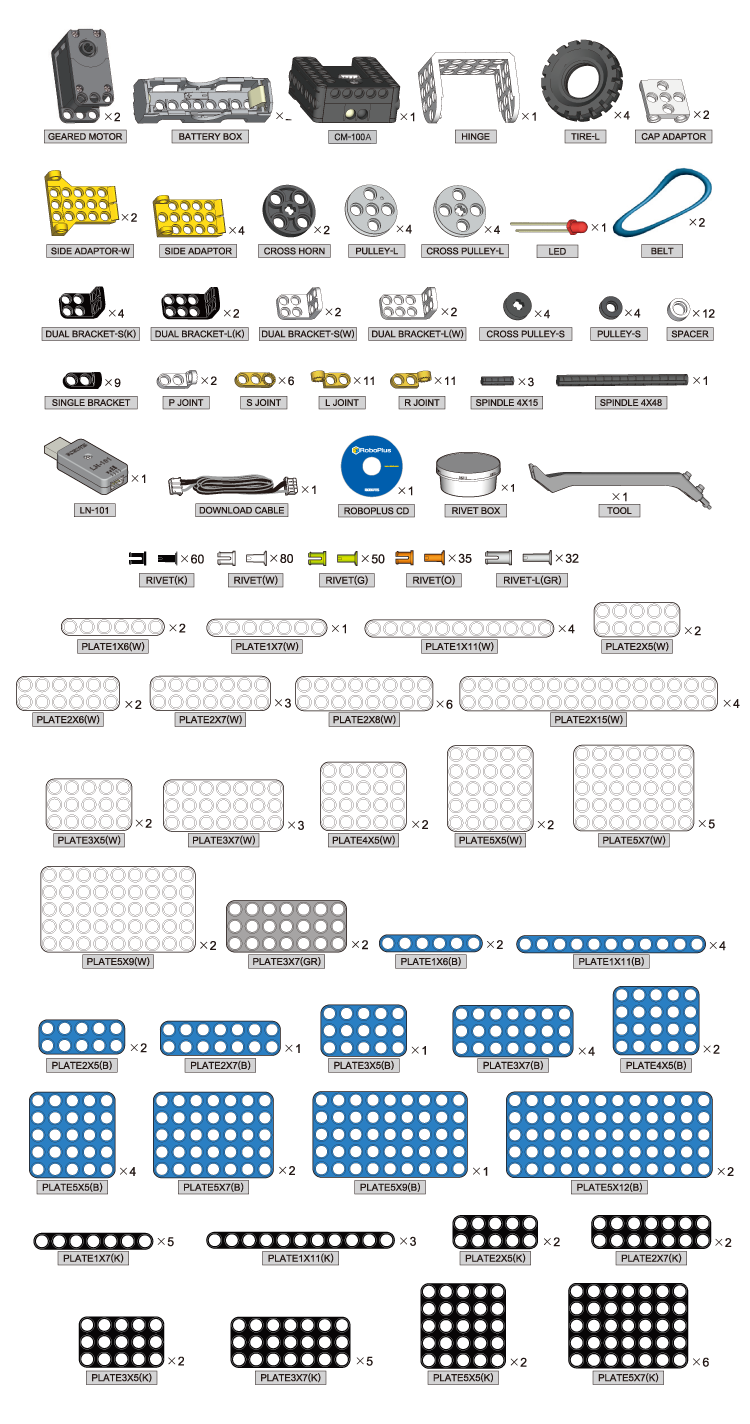 ×2 ×1 ×1 ×4 ×2
GEARED MOTOR BATTERY BOX CM-100A HINGE TIRE-L CAP ADAPTOR
×2 ×4 ×2 ×4 ×4 ×1 ×2
SIDE ADAPTOR-W SIDE ADAPTOR CROSS HORN PULLEY-L CROSS PULLEY-L LED BELT
×4 ×2 ×2 ×2 ×4 ×4 ×12
DUAL BRACKET-S(K) DUAL BRACKET-L(K) DUAL BRACKET-S(W) DUAL BRACKET-L(W) CROSS PULLEY-S PULLEY-S SPACER
×9 ×2 ×6 ×11 ×11 ×3 ×1
SINGLE BRACKET P JOINT S JOINT L JOINT R JOINT SPINDLE 4X15 SPINDLE 4X48
LN-101
RoboPlus
×1 ×1 ×1 ×1 ×1
LN-101 DOWNLOAD CABLE ROBOPLUS CD RIVET BOX TOOL
×60 ×80 ×50 ×35 ×32
RIVET(K) RIVET(W) RIVET(G) RIVET(O) RIVET-L(GR)
×2 ×1 ×4 ×2
PLATE1X6(W) PLATE1X7(W) PLATE1X11(W) PLATE2X5(W)
×2 ×3 ×6 ×4
PLATE2X6(W) PLATE2X7(W) PLATE2X8(W) PLATE2X15(W)
×2 ×3 ×2 ×2 ×5
PLATE3X5(W) PLATE3X7(W) PLATE4X5(W) PLATE5X5(W) PLATE5X7(W)
×2 ×2 ×2 ×4
PLATE5X9(W) PLATE3X7(GR) PLATE1X6(B) PLATE1X11(B)
×2 ×1 ×1 ×4 ×2
PLATE2X5(B) PLATE2X7(B) PLATE3X5(B) PLATE3X7(B) PLATE4X5(B)
×4 ×2 ×1 ×2
PLATE5X5(B) PLATE5X7(B) PLATE5X9(B) PLATE5X12(B)
×5 ×3 ×2 ×2
PLATE1X7(K) PLATE1X11(K) PLATE2X5(K) PLATE2X7(K)
×2 ×5 ×2 ×6
PLATE3X5(K) PLATE3X7(K) PLATE5X5(K) PLATE5X7(K)